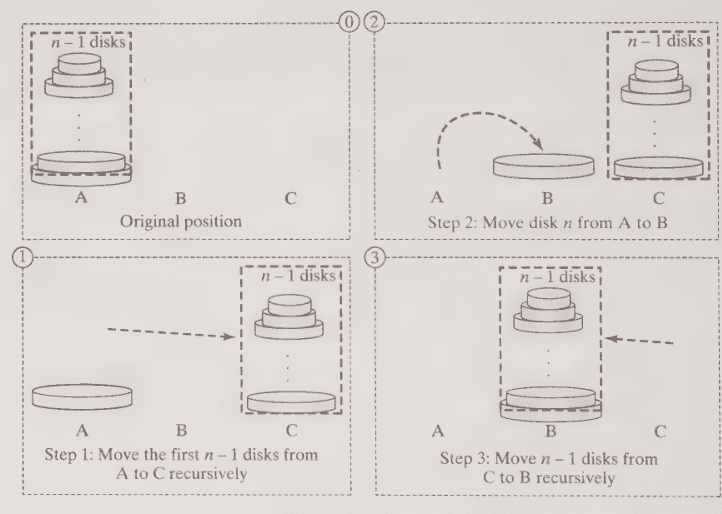 0
n – 1 disks
A B C
Original position
2
n – 1 disks
A B C
Step 2: Move disk n from A to B
1
n – 1 disks
A B C
Step 1: Move the first n – 1 disks from
A to C recursively
3
n – 1 disks
A B C
Step 3: Move n – 1 disks from
C to B recursively